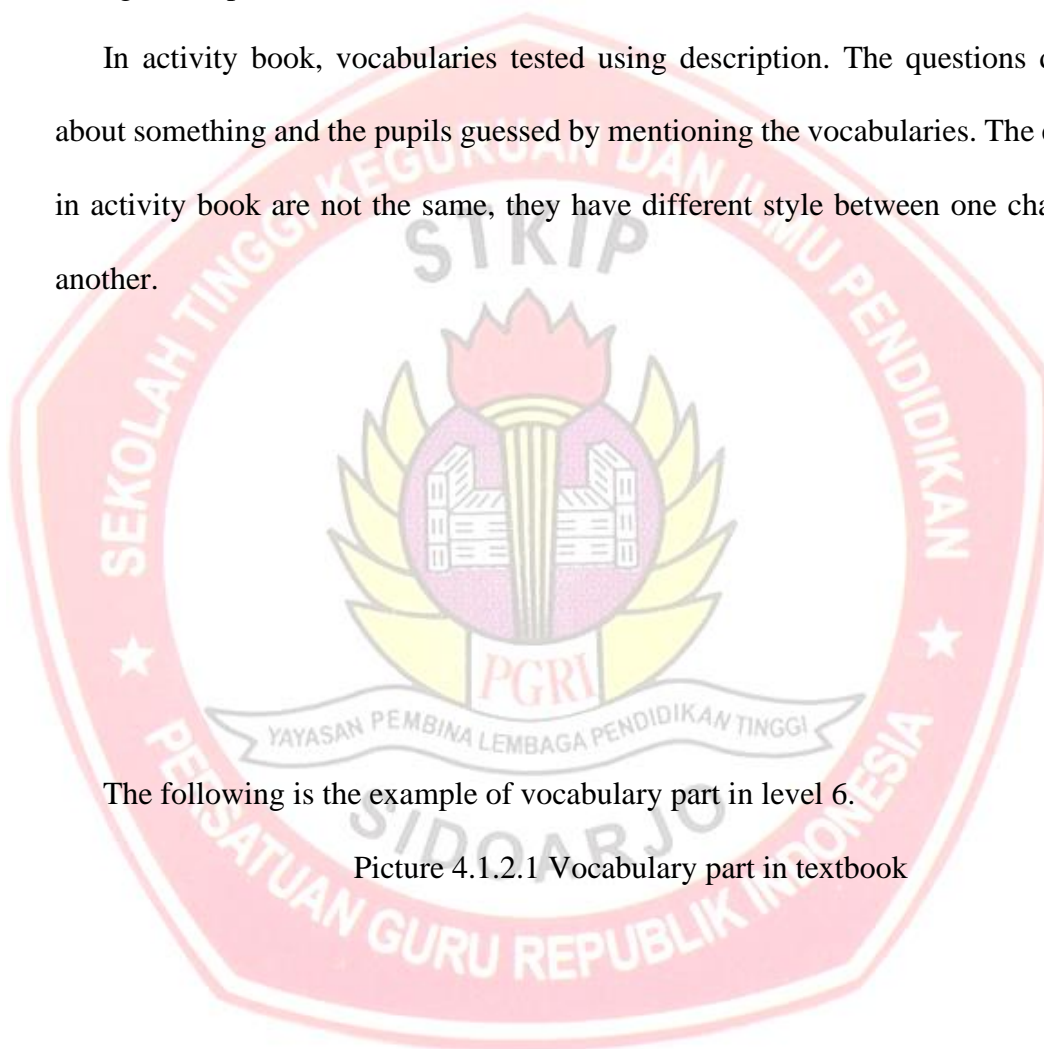 In activity book, vocabularies tested using description. The questions
about something and the pupils guessed by mentioning the vocabularies. The
in activity book are not the same, they have different style between one
another.
SEKOLAH TINGGI KEGURUAN DAN ILMU PENDIDIKAN
STKIP
PGRI
YAYASAN PEMBINA LEMBAGA PENDIDIKAN TINGGI
The following is the example of vocabulary part in level 6.
SIDOARJO
Picture 4.1.2.1 Vocabulary part in textbook
PERSATUAN GURU REPUBLIK INDONESIA